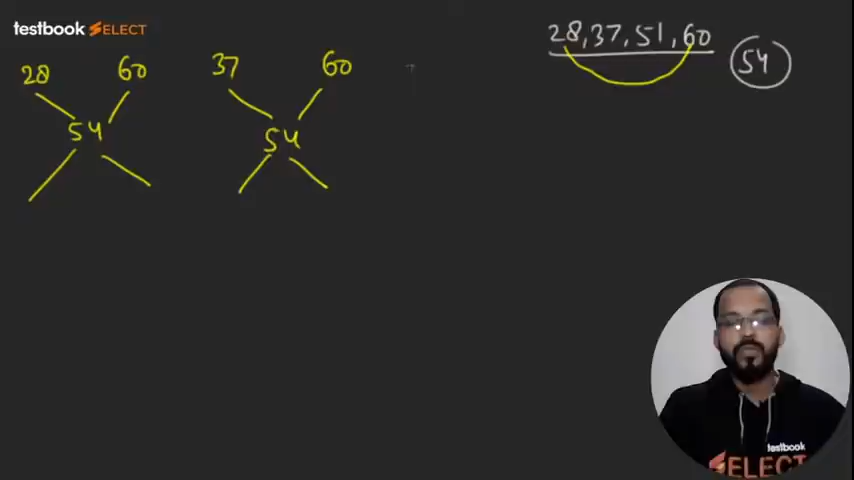 testbook SELECT
28,37,51,60
54
28 60 37 60
54 54
testbook
SELECT